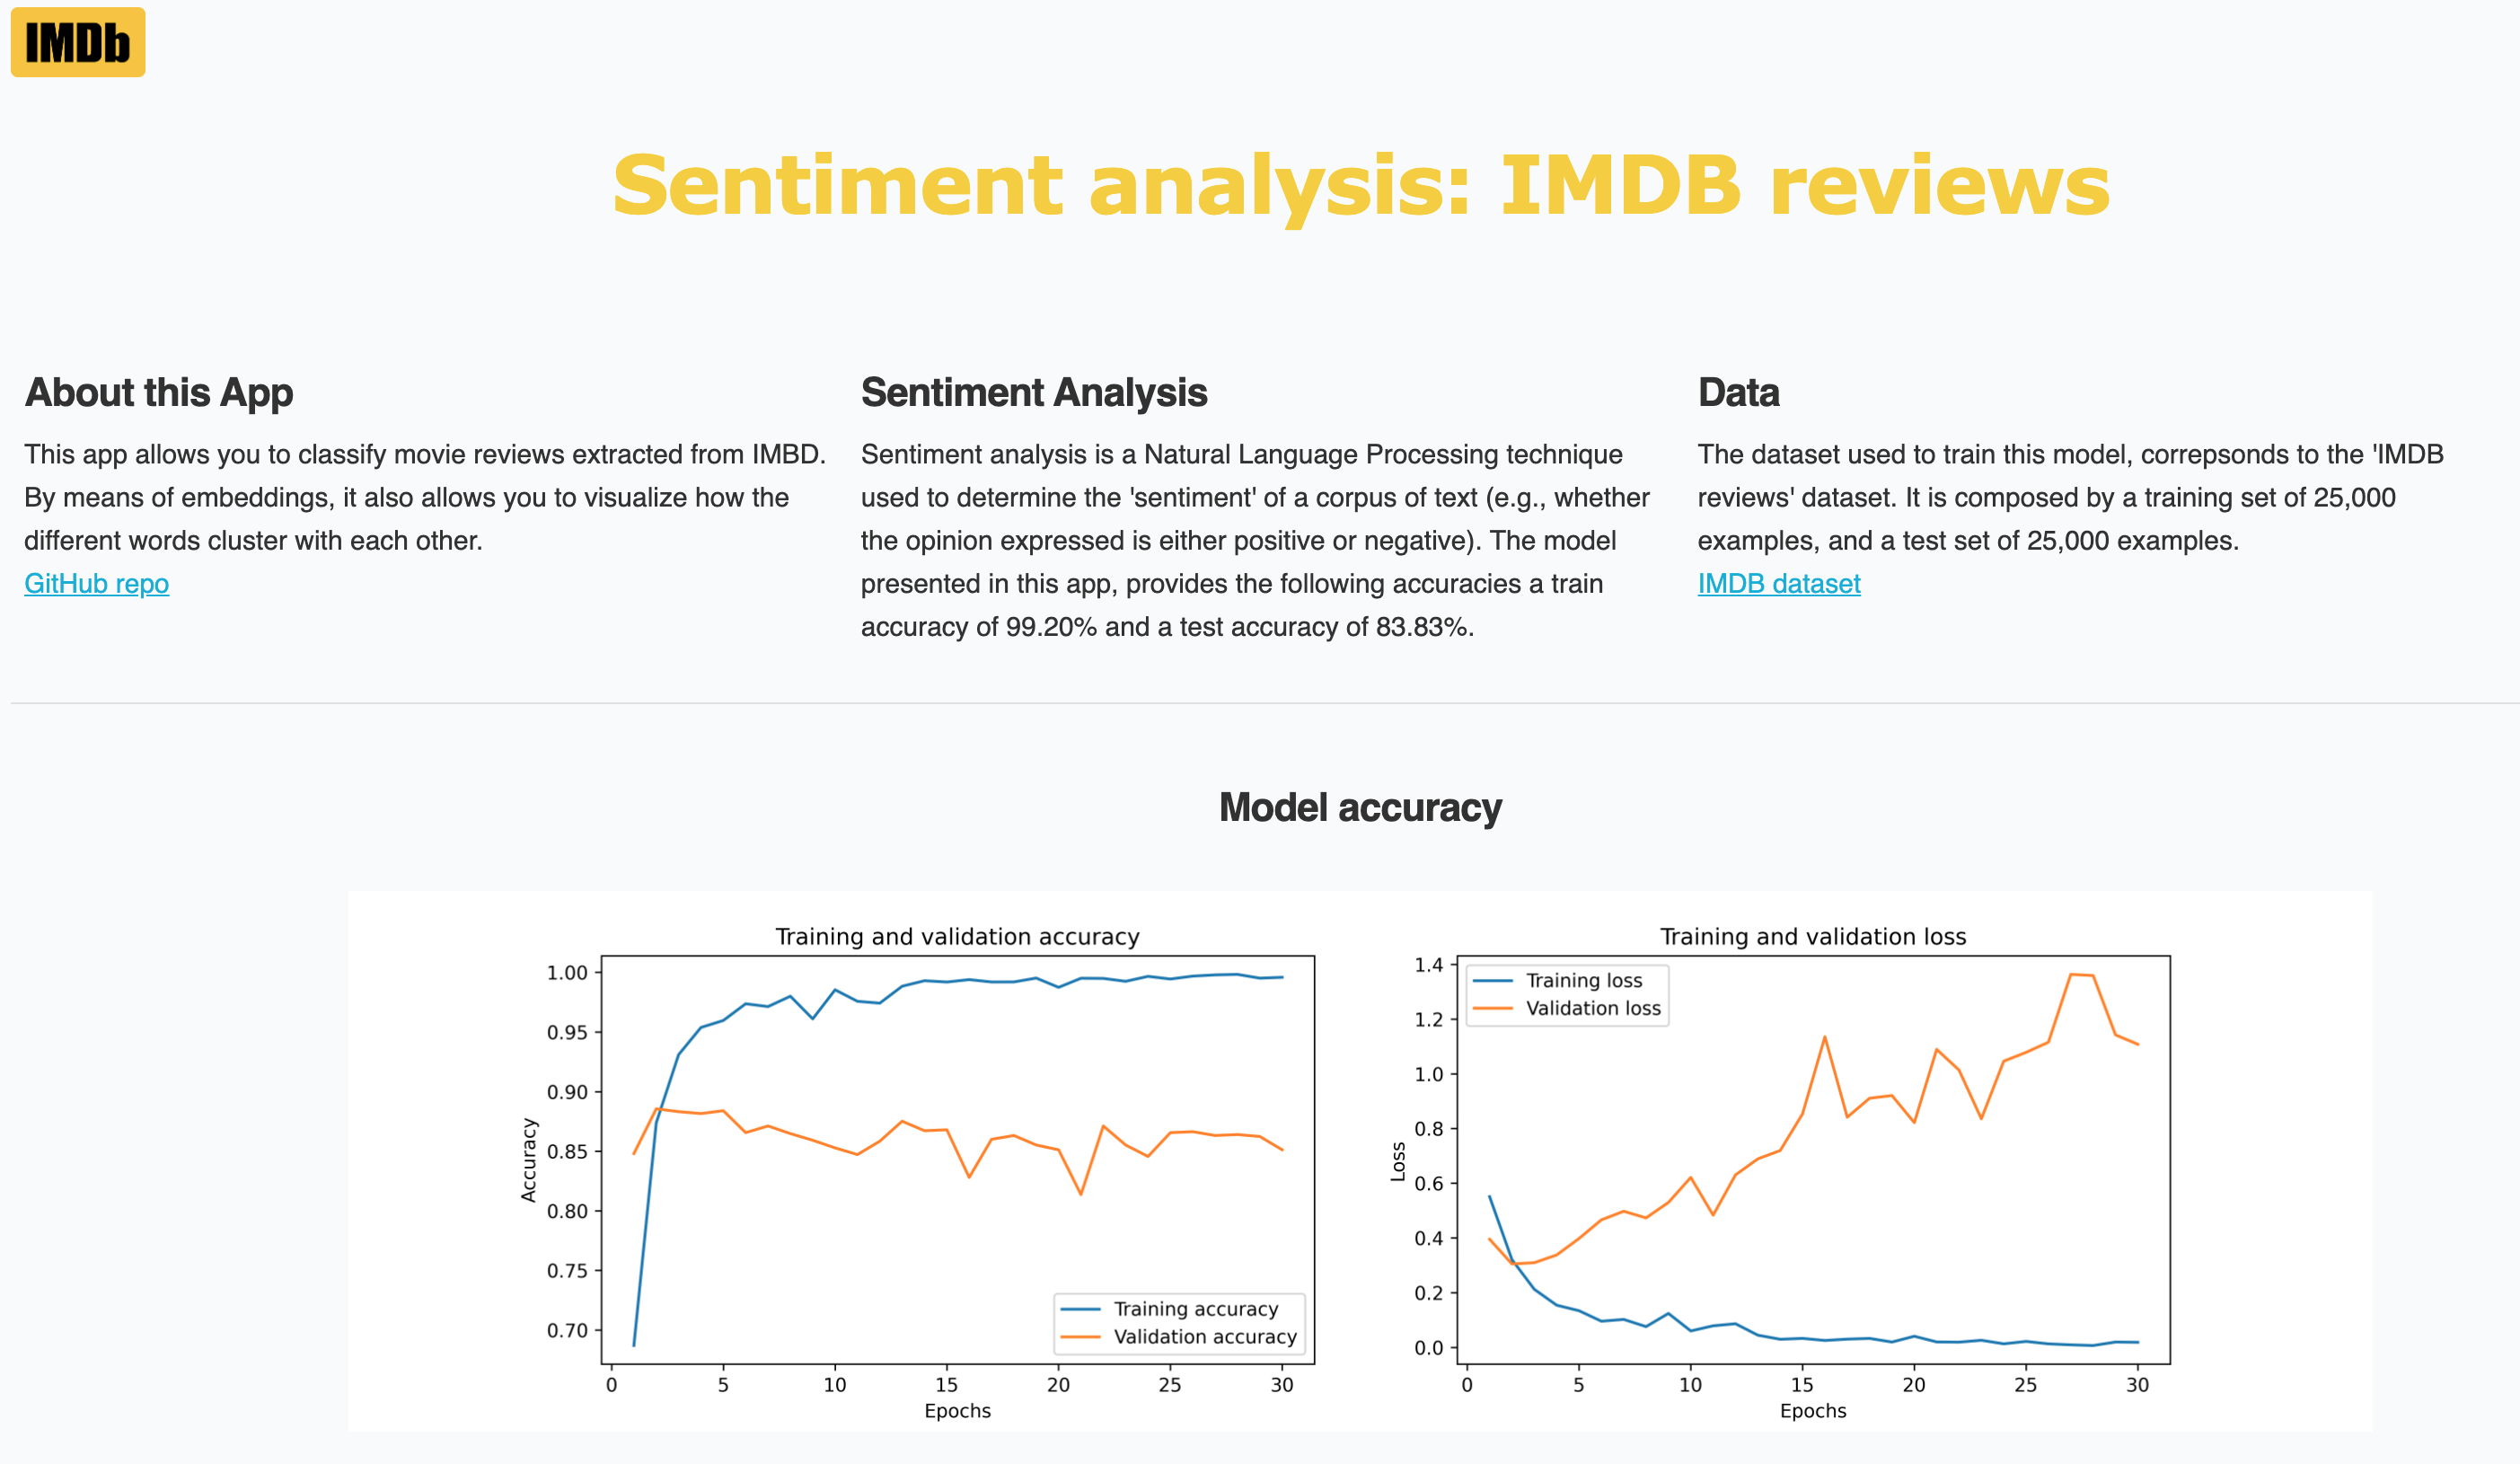 IMDb
Sentiment analysis: IMDB reviews
About this App
This app allows you to classify movie reviews extracted from IMBD.
By means of embeddings, it also allows you to visualize how the
different words cluster with each other.
GitHub repo
Sentiment Analysis
Sentiment analysis is a Natural Language Processing technique
used to determine the 'sentiment' of a corpus of text (e.g., whether
the opinion expressed is either positive or negative). The model
presented in this app, provides the following accuracies a train
accuracy of 99.20% and a test accuracy of 83.83%.
Data
The dataset used to train this model, correpsonds to the 'IMDB
reviews' dataset. It is composed by a training set of 25,000
examples, and a test set of 25,000 examples.
IMDB dataset
Model accuracy
Training and validation accuracy
1.00
0.95
0.90
0.85
0.80
0.75
0.70
Accuracy
Training accuracy
Validation accuracy
0 5 10 15 20 25 30
Epochs
Training and validation loss
1.4
1.2
1.0
0.8
0.6
0.4
0.2
0.0
Loss
Training loss
Validation loss
0 5 10 15 20 25 30
Epochs